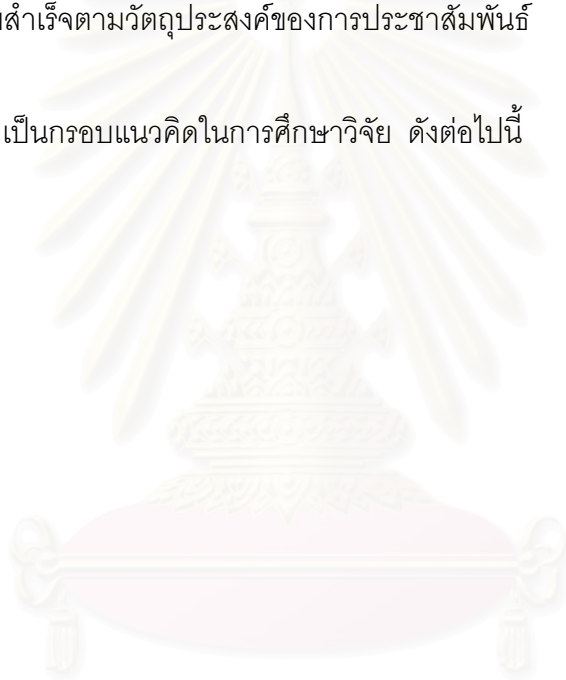 สำเร็จตามวัตถุประสงค์ของการประชาสัมพันธ์
เป็นกรอบแนวคิดในการศึกษาวิจัย ดังต่อไปนี้